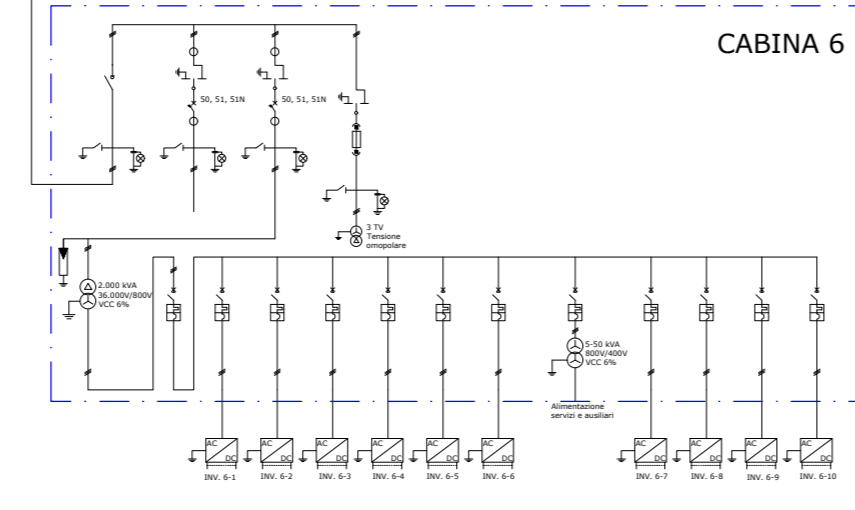 CABINA 6
50, 51, 51N
50, 51, 51N
3 TV
Tensione
omopolare
2.000 kVA
36.000V/800V
VCC 6%
5-50 kVA
800V/400V
VCC 6%
Alimentazione
servizi e ausiliari
AC
DC
AC
DC
AC
DC
AC
DC
AC
DC
AC
DC
AC
DC
AC
DC
AC
DC
AC
DC
INV. 6-1
INV. 6-2
INV. 6-3
INV. 6-4
INV. 6-5
INV. 6-6
INV. 6-7
INV. 6-8
INV. 6-9
INV. 6-10